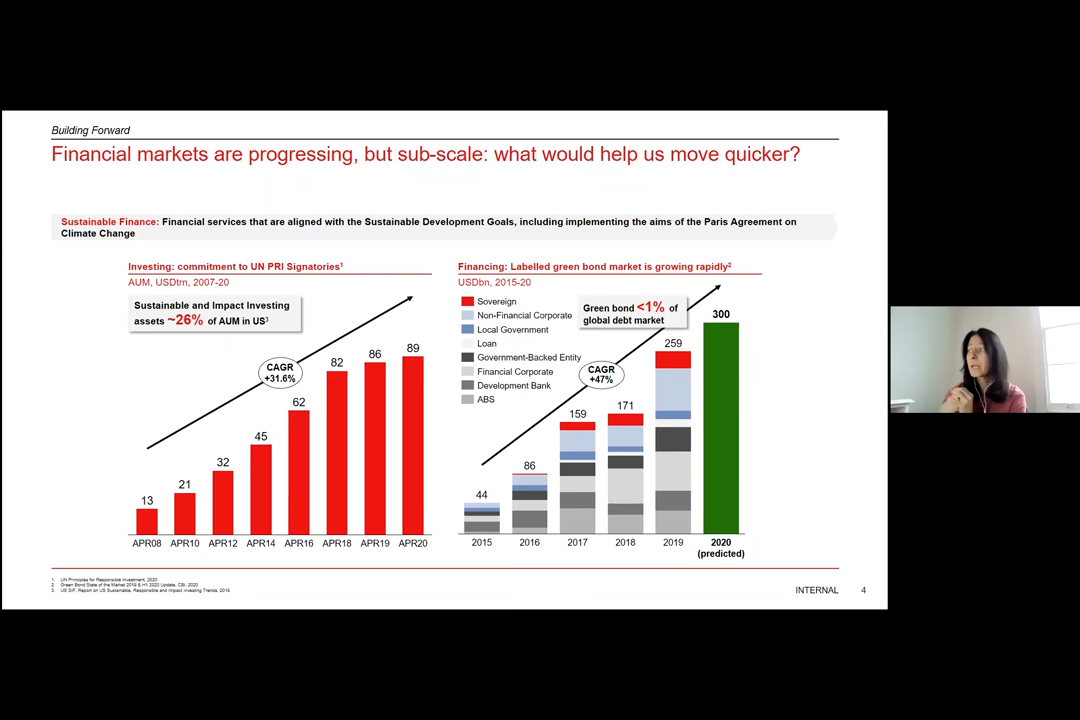 Building Forward
Financial markets are progressing, but sub-scale: what would help us move quicker?
Sustainable Finance: Financial services that are aligned with the Sustainable Development Goals, including implementing the aims of the Paris Agreement on
Climate Change
Investing: commitment to UN PRI Signatories1
AUM, USDtrn, 2007-20
Sustainable and Impact Investing
assets ~26% of AUM in US3
CAGR
+31.6%
13
21
32
45
62
82
86
89
APR08
APR10
APR12
APR14
APR16
APR18
APR19
APR20
Financing: Labelled green bond market is growing rapidly2
USDbn, 2015-20
Sovereign
Non-Financial Corporate
Local Government
Loan
Government-Backed Entity
Financial Corporate
Development Bank
ABS
Green bond <1% of
global debt market
CAGR
+47%
44
86
159
171
259
300
2015
2016
2017
2018
2019
2020
(predicted)
1. UN Principles for Responsible Investment, 2020
2. Green Bond State of the Market 2019 & H1 2020 Update, CBI, 2020
3. US SIF, Report on US Sustainable, Responsible and Impact Investing Trends, 2018
INTERNAL
4